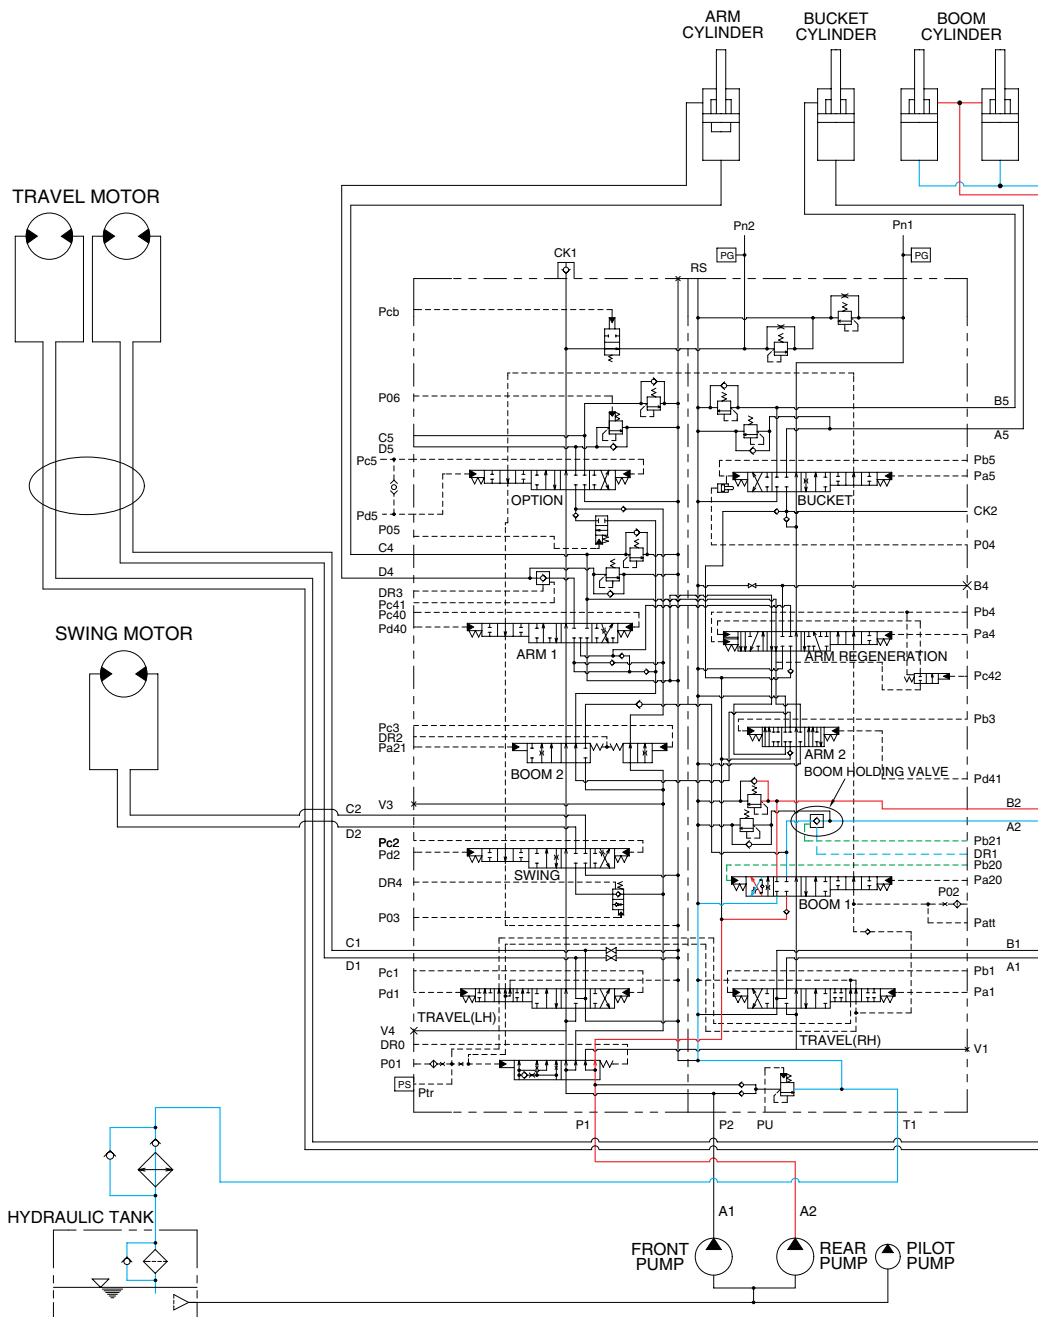 ARM
CYLINDER
BUCKET
CYLINDER
BOOM
CYLINDER
TRAVEL MOTOR
Pn2
Pn1
PG
PG
CK1
RS
Pcb
P06
C5
D5
Pc5
Pd5
P05
C4
D4
DR3
Pc41
Pc40
Pd40
OPTION
BUCKET
B5
A5
Pb5
Pa5
CK2
P04
B4
Pb4
Pa4
Pc42
Pb3
Pd41
SWING MOTOR
ARM 1
ARM REGENERATION
Pc3
DR2
Pa21
BOOM 2
ARM 2
BOOM HOLDING VALVE
C2
V3
D2
Pc2
Pd2
DR4
P03
SWING
B2
A2
Pb21
DR1
Pb20
Pa20
BOOM 1
P02
Patt
C1
D1
Pc1
Pd1
B1
A1
Pb1
Pa1
TRAVEL(LH)
TRAVEL(RH)
V4
DR0
P01
PS
Ptr
V1
P1
P2
PU
T1
HYDRAULIC TANK
A1
A2
FRONT
PUMP
REAR
PUMP
PILOT
PUMP